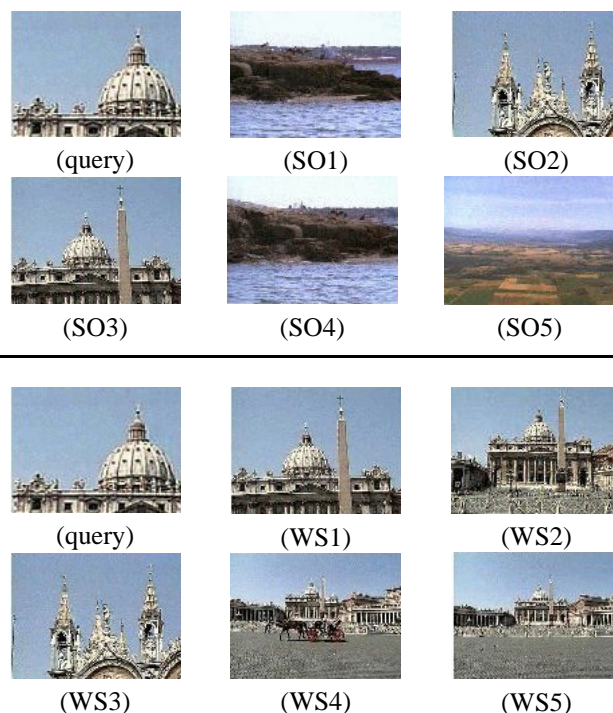 (query)
(SO1)
(SO2)
(SO3)
(SO4)
(SO5)
(query)
(WS1)
(WS2)
(WS3)
(WS4)
(WS5)